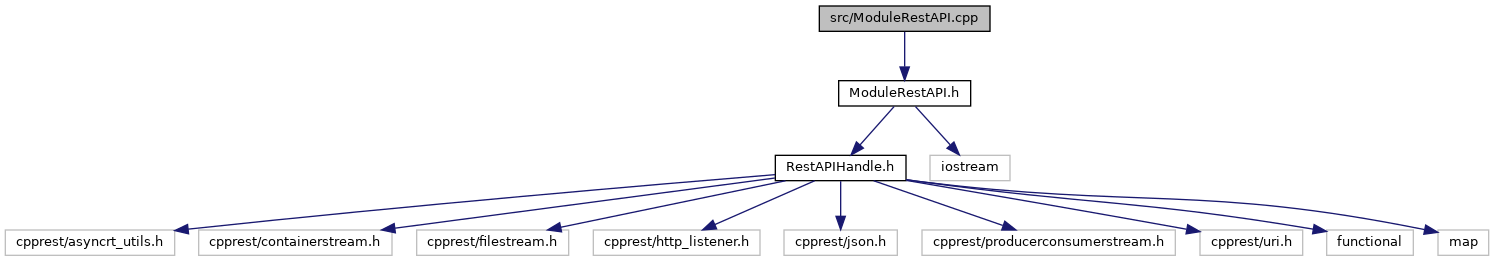 src/ModuleRestAPI.cpp
ModuleRestAPI.h
RestAPIHandle.h
iostream
cpprest/asyncrt_utils.h
cpprest/containerstream.h
cpprest/filestream.h
cpprest/http_listener.h
cpprest/json.h
cpprest/producerconsumerstream.h
cpprest/uri.h
functional
map